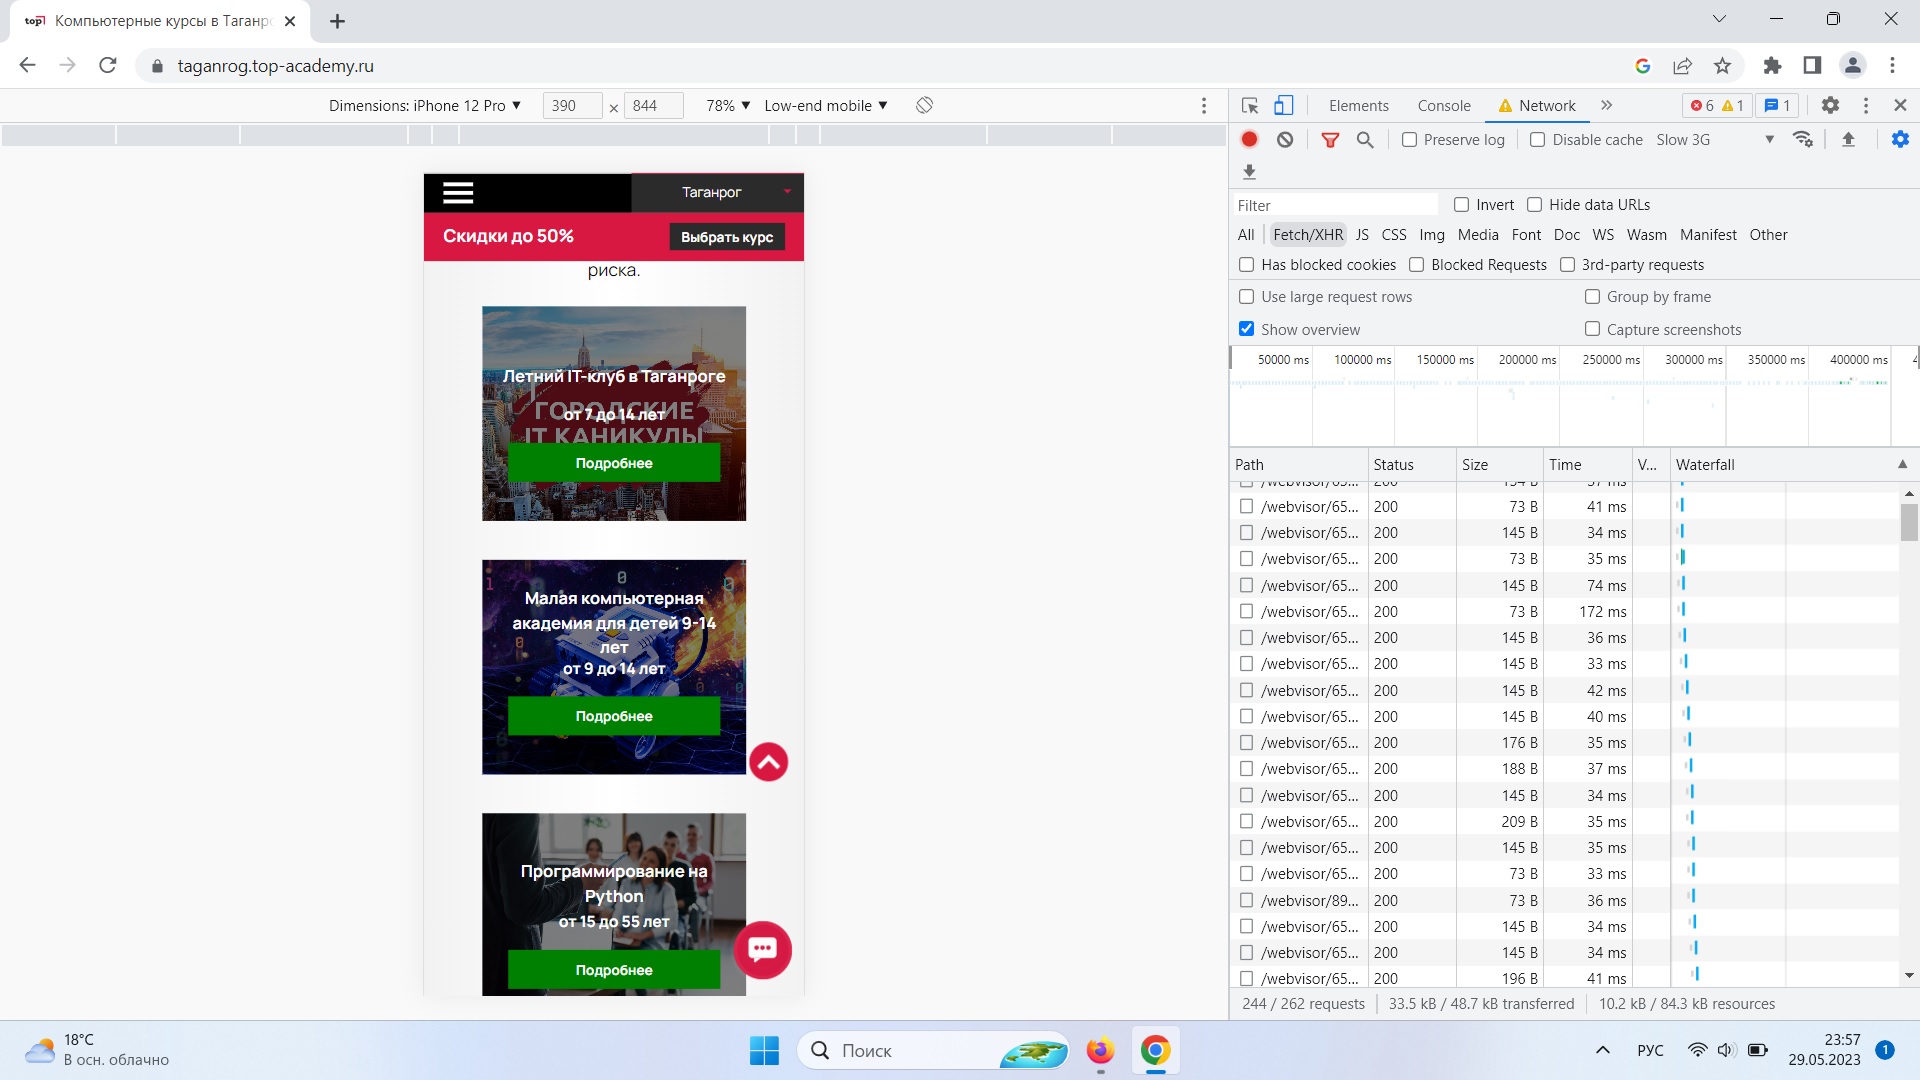 top Компьютерные курсы в Таганр
taganrog.top-academy.ru
Dimensions: iPhone 12 Pro ▼ 390 × 844 78% ▼ Low-end mobile ▼
Таганрог
Скидки до 50% Выбрать курс
риска.
Летний IT-клуб в Таганроге
ГОРОДСКИЕ
от 7 до 14 лет
IT КАНИКУЛЫ
Подробнее
Малая компьютерная
академия для детей 9-14
лет
от 9 до 14 лет
Подробнее
Программирование на
Python
от 15 до 55 лет
Подробнее
Elements Console Network » 6 1 1
Preserve log Disable cache Slow 3G ▼
Filter Invert Hide data URLs
All Fetch/XHR JS CSS Img Media Font Doc WS Wasm Manifest Other
Has blocked cookies Blocked Requests 3rd-party requests
Use large request rows Group by frame
Show overview Capture screenshots
50000 ms 100000 ms 150000 ms 200000 ms 250000 ms 300000 ms 350000 ms 400000 ms
Path Status Size Time V... Waterfall
/webvisor/65... 200 73 B 41 ms
/webvisor/65... 200 145 B 34 ms
/webvisor/65... 200 73 B 35 ms
/webvisor/65... 200 145 B 74 ms
/webvisor/65... 200 73 B 172 ms
/webvisor/65... 200 145 B 36 ms
/webvisor/65... 200 145 B 33 ms
/webvisor/65... 200 145 B 42 ms
/webvisor/65... 200 145 B 40 ms
/webvisor/65... 200 176 B 35 ms
/webvisor/65... 200 188 B 37 ms
/webvisor/65... 200 145 B 34 ms
/webvisor/65... 200 209 B 35 ms
/webvisor/65... 200 145 B 35 ms
/webvisor/65... 200 73 B 33 ms
/webvisor/89... 200 73 B 36 ms
/webvisor/65... 200 145 B 34 ms
/webvisor/65... 200 145 B 34 ms
/webvisor/65... 200 196 B 41 ms
244 / 262 requests 33.5 kB / 48.7 kB transferred 10.2 kB / 84.3 kB resources
18°C
В осн. облачно
Поиск
РУС
23:57
29.05.2023
1